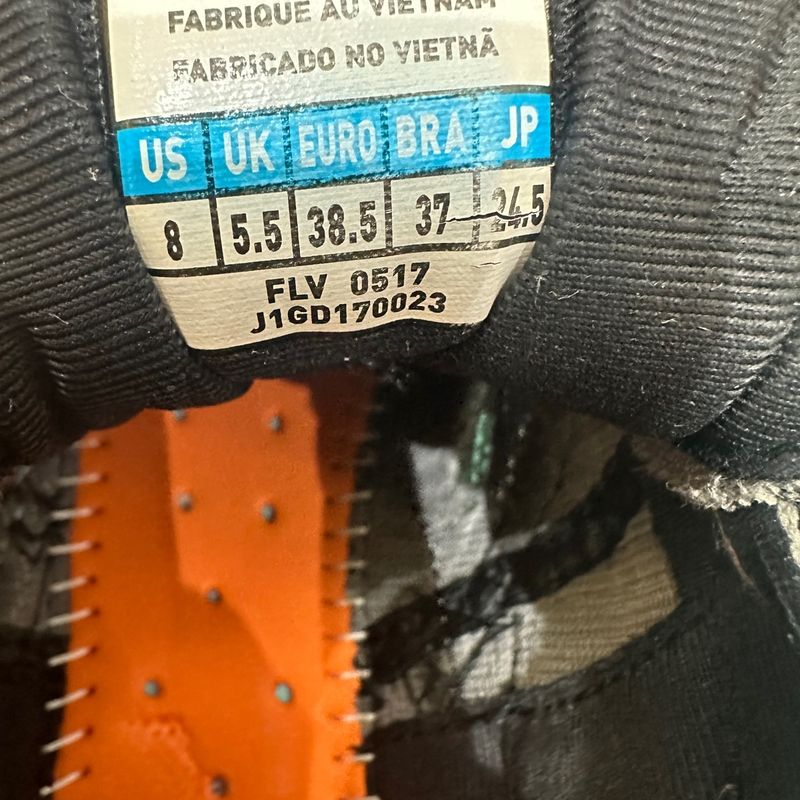 FABRIQUE AU VIETNAM
FABRICADO NO VIETNÃ
US UK EURO BRA JP
8 5.5 38.5 37 24.5
FLV 0517
J1GD170023